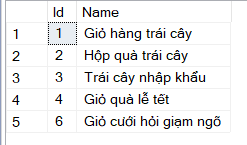 Id Name
1 1 Giỏ hàng trái cây
2 2 Hộp quà trái cây
3 3 Trái cây nhập khẩu
4 4 Giỏ quà lễ tết
5 6 Giỏ cưới hỏi giạm ngõ